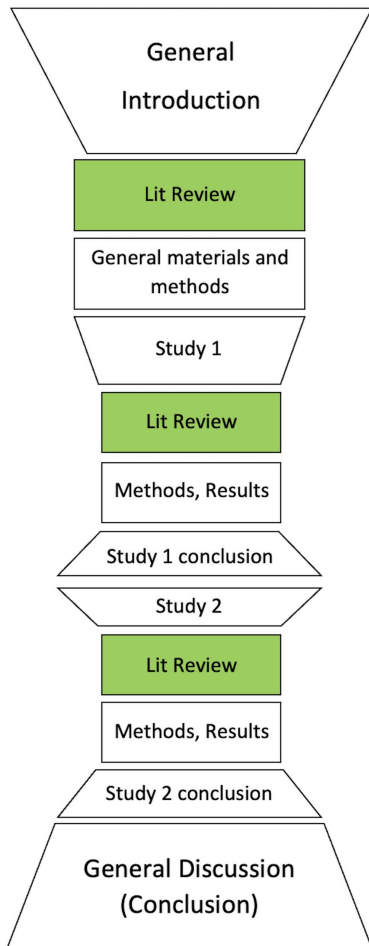 General
Introduction
Lit Review
General materials and
methods
Study 1
Lit Review
Methods, Results
Study 1 conclusion
Study 2
Lit Review
Methods, Results
Study 2 conclusion
General Discussion
(Conclusion)